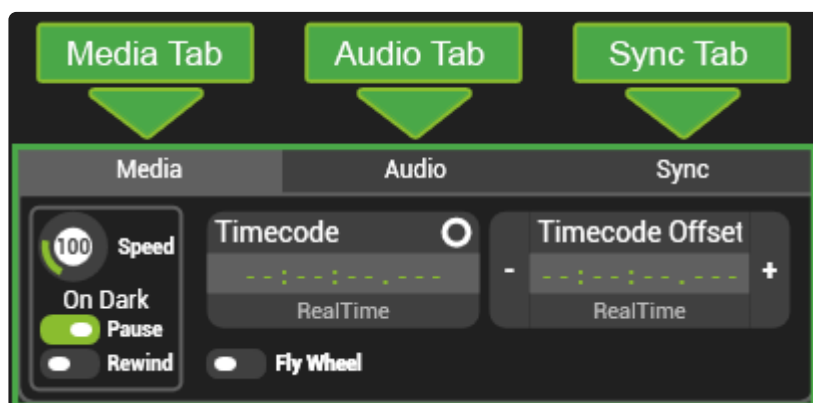 Media Tab
Audio Tab
Sync Tab
Media
Audio
Sync
100
Speed
On Dark
Pause
Rewind
Timecode
--:--:--.---
RealTime
Fly Wheel
Timecode Offset
-
--:--:--.---
+
RealTime